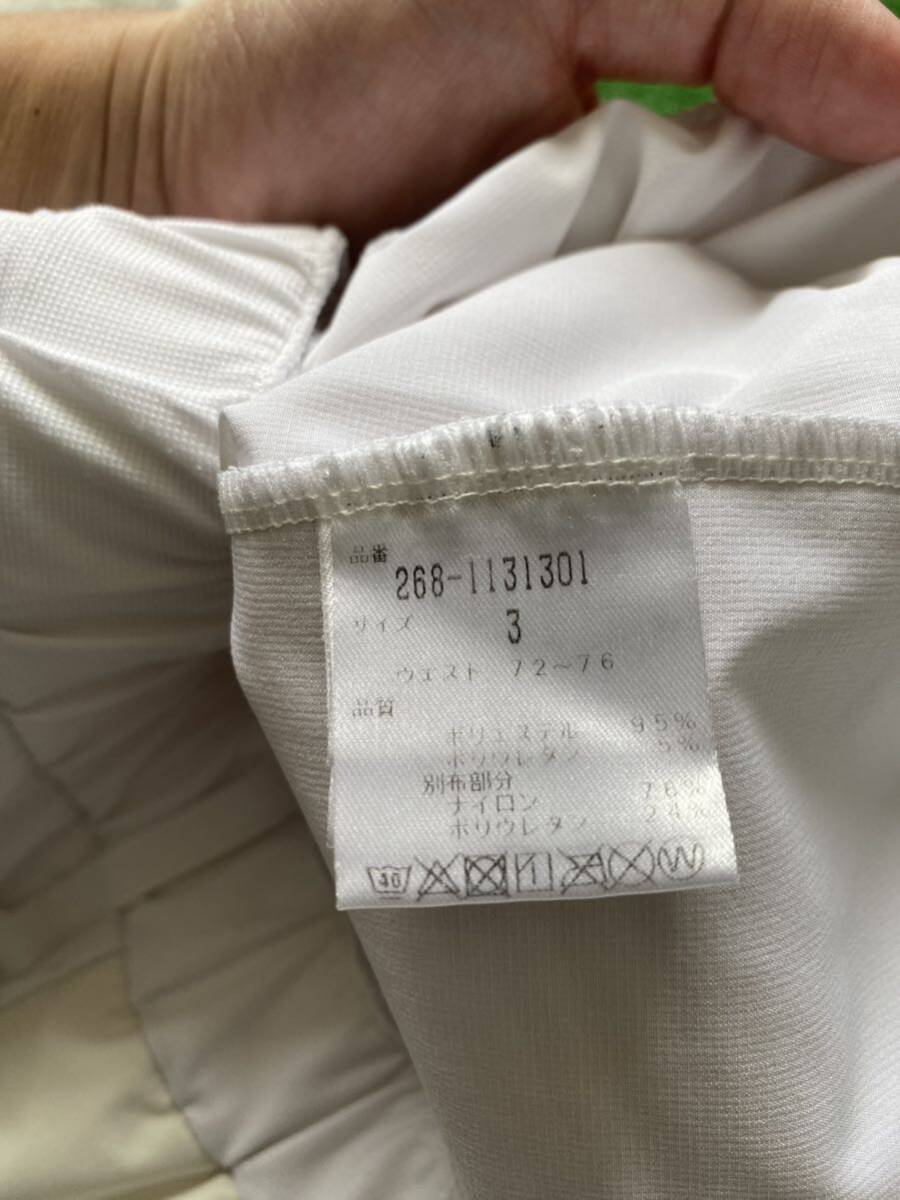 品番
268-1131301
サイズ 3
ウエスト 72~76
品質
ポリエステル 95%
ポリウレタン 5%
別布部分
ナイロン 76%
ポリウレタン 24%
40